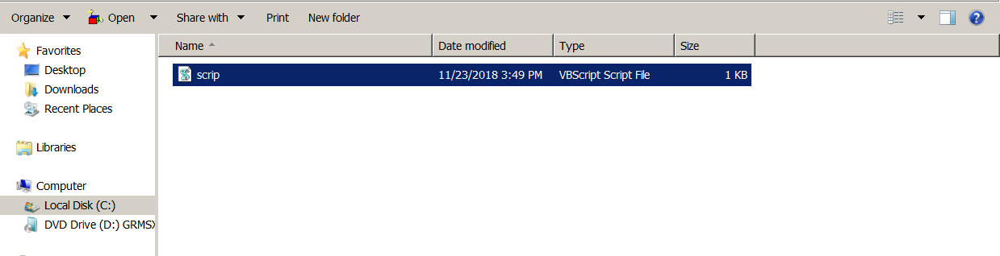 Organize Open Share with Print New folder
Name Date modified Type Size
Favorites
Desktop
Downloads
Recent Places
Libraries
Computer
Local Disk (C:)
DVD Drive (D:) GRMSX
scrip 11/23/2018 3:49 PM VBScript Script File 1 KB